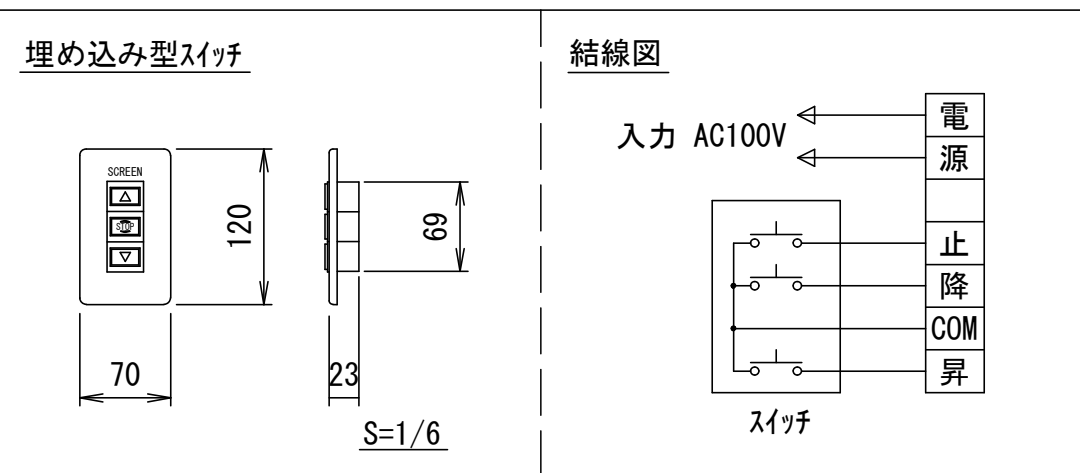 埋め込み型スイッチ
SCREEN
△
STOP
▽
120
70
69
23
S=1/6
結線図
入力 AC100V
電
源
止
降
COM
昇
スイッチ